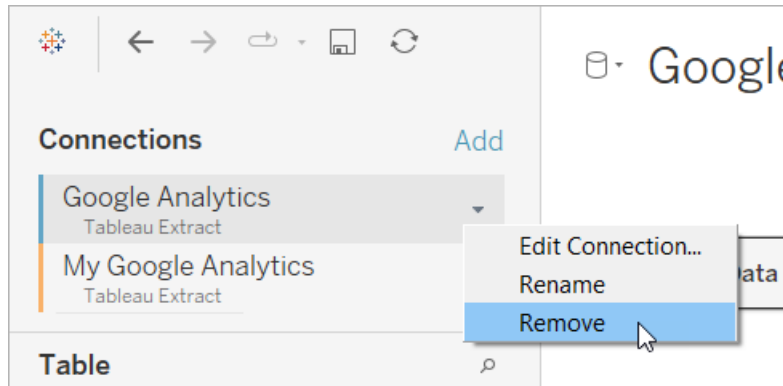 Google
Connections Add
Google Analytics
Tableau Extract
My Google Analytics
Tableau Extract
Edit Connection...
Rename
Remove
Data
Table